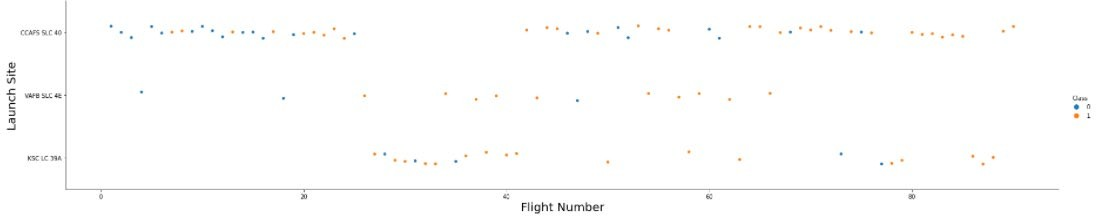 CCAFS SLC 40
VAFB SLC 4E
KSC LC 39A
Launch Site
0
20
40
60
80
Flight Number
Class
0
1